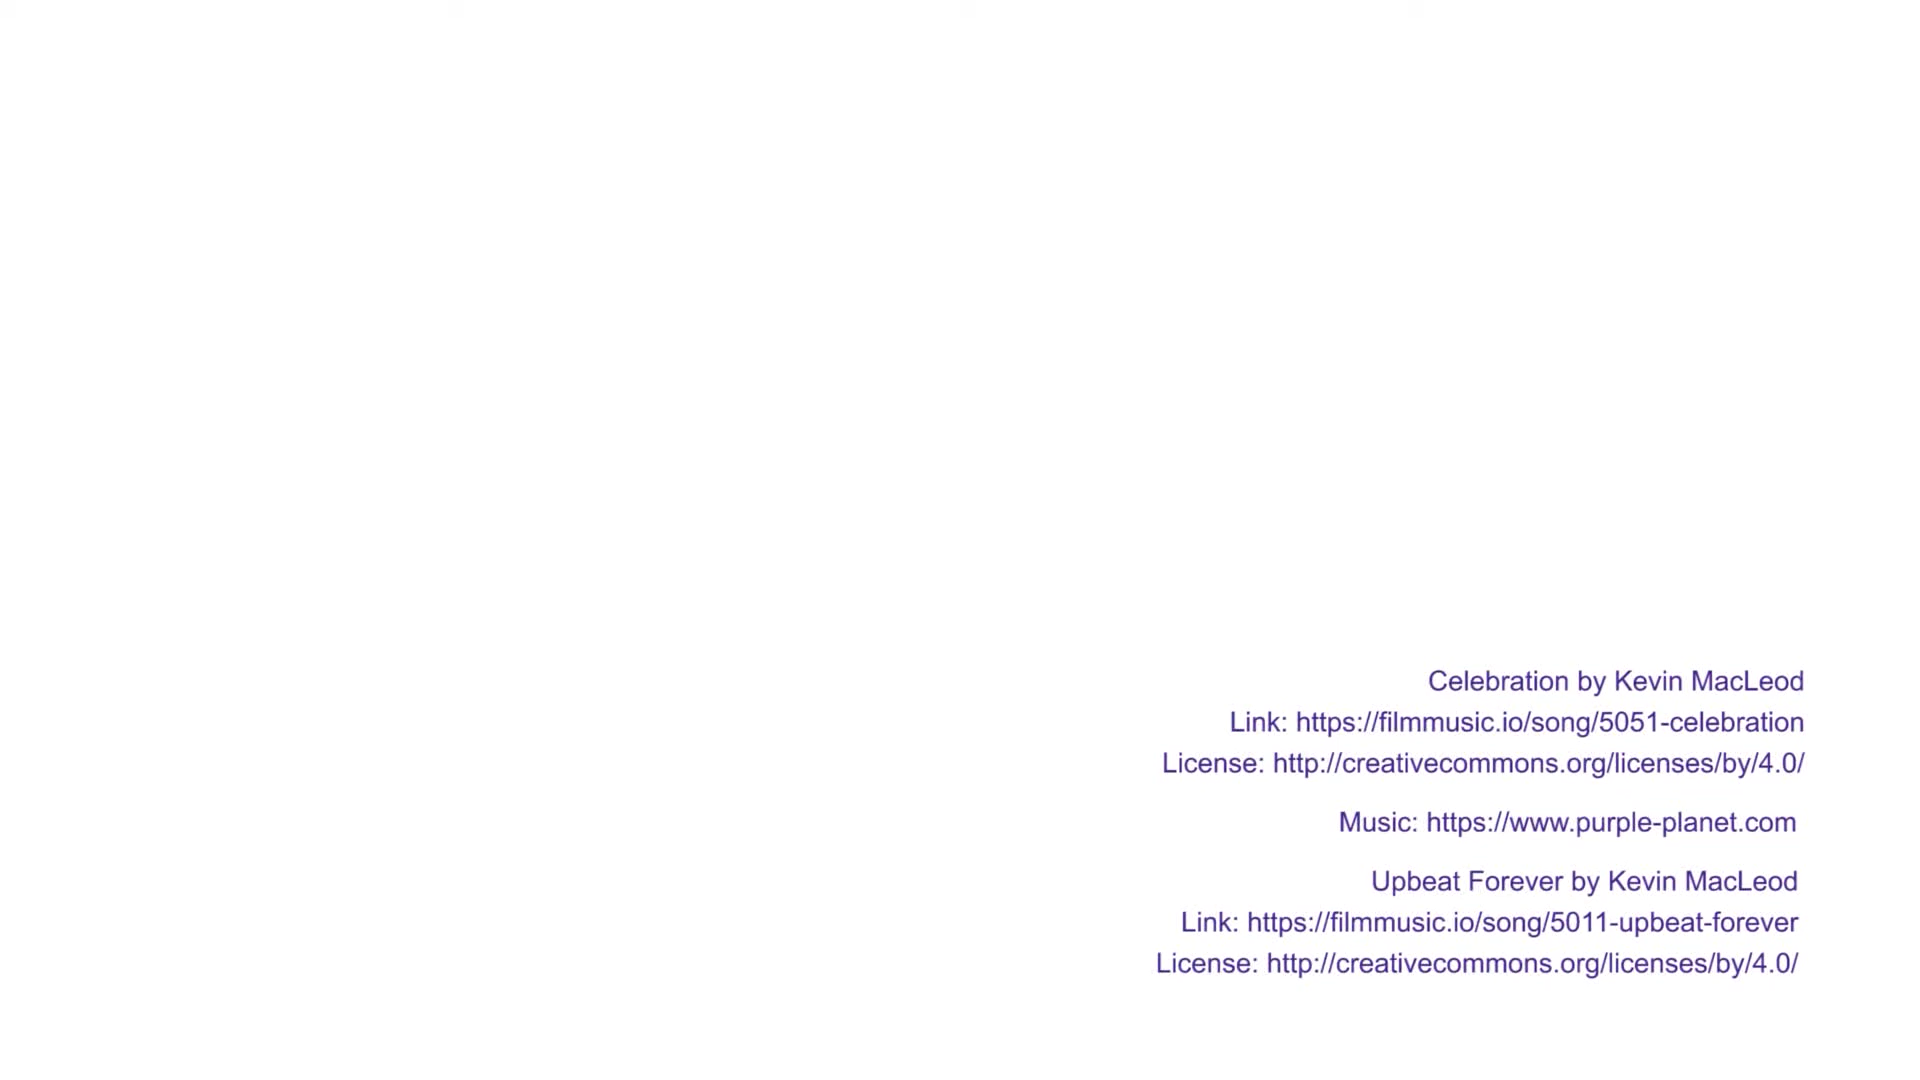 Celebration by Kevin MacLeod
Link: https://filmmusic.io/song/5051-celebration
License: http://creativecommons.org/licenses/by/4.0/
Music: https://www.purple-planet.com
Upbeat Forever by Kevin MacLeod
Link: https://filmmusic.io/song/5011-upbeat-forever
License: http://creativecommons.org/licenses/by/4.0/